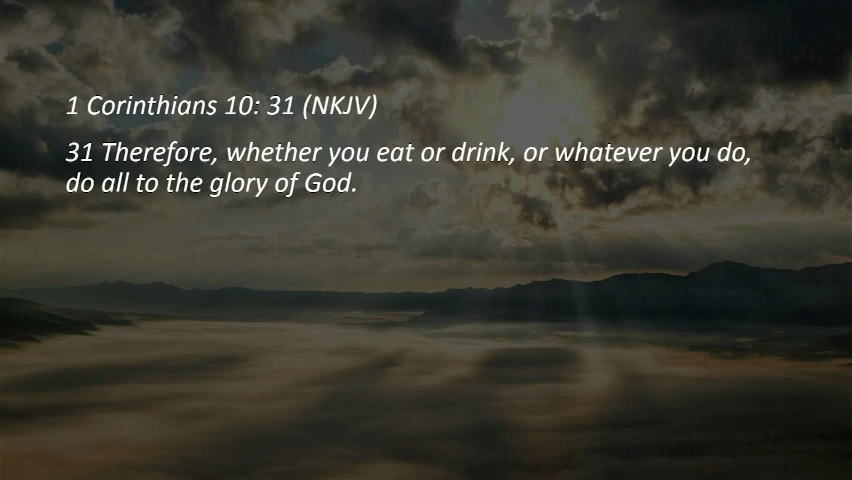 1 Corinthians 10: 31 (NKJV)
31 Therefore, whether you eat or drink, or whatever you do,
do all to the glory of God.